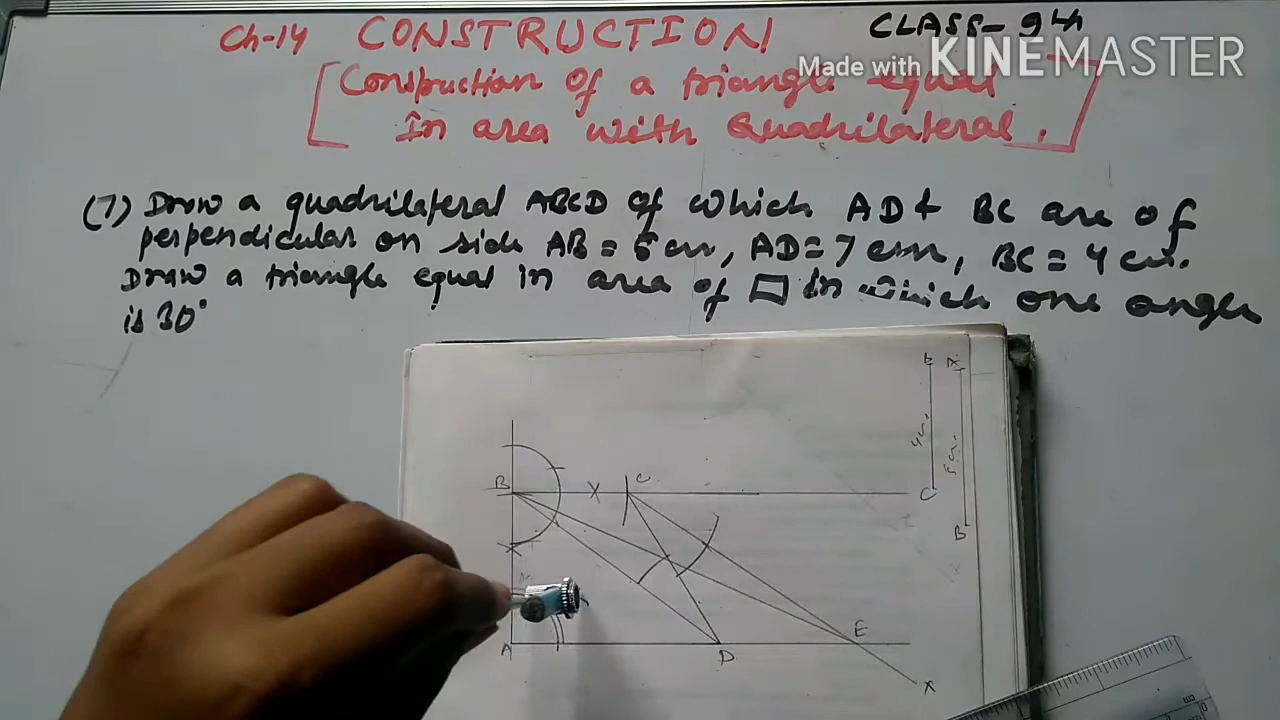 Ch-14 CONSTRUCTION CLASS-9th
Made with KINEMASTER
[Construction of a triangle equal
In area with Quadrilateral.]
(7) Draw a quadrilateral ABCD of which AD & BC are of
perpendicular on side AB = 5 cm, AD = 7 cm, BC = 4 cm.
Draw a triangle equal in area of □ in which one angle
is 30°
B A
4cm. 5cm.
B X C
C B
A D E
X